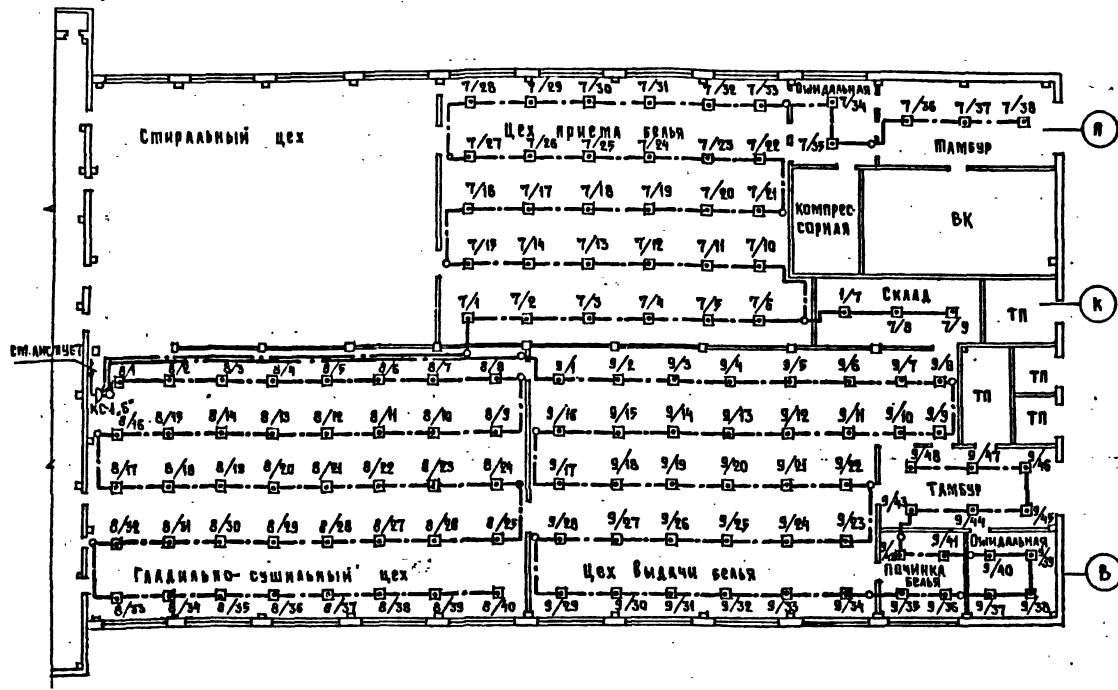 7/28 7/29 7/30 7/31 7/32 7/33 Ожидальная 7/34 7/36 7/37 7/38
Стиральный цех
Цех приема белья
П
7/27 7/26 7/25 7/24 7/23 7/22 7/35
Тамбур
7/16 7/17 7/18 7/19 7/20 7/21
Компрес-
сорная
ВК
7/15 7/14 7/13 7/12 7/11 7/10
7/1 7/2 7/3 7/4 7/5 7/6 1/7 Склад
7/8 7/9
ТП
К
8/1 8/2 8/3 8/4 8/5 8/6 8/7 8/8 9/1 9/2 9/3 9/4 9/5 9/6 9/7 9/8
ТП
ТП
ТП
8/16 8/15 8/14 8/13 8/12 8/11 8/10 8/9 9/16 9/15 9/14 9/13 9/12 9/11 9/10 9/9
8/17 8/18 8/19 8/20 8/21 8/22 8/23 8/24 9/17 9/18 9/19 9/20 9/21 9/22 9/48 9/47 9/46
Тамбур
8/32 8/31 8/30 8/29 8/28 8/27 8/26 8/25 9/28 9/27 9/26 9/25 9/24 9/23 9/43 9/44 9/45
9/41 Ожидальная
9/40 9/39
Гладильно-сушильный цех
Цех выдачи белья
Починка
белья
В
8/33 8/34 8/35 8/36 8/37 8/38 8/39 8/40 9/29 9/30 9/31 9/32 9/33 9/34 9/35 9/36 9/37 9/38